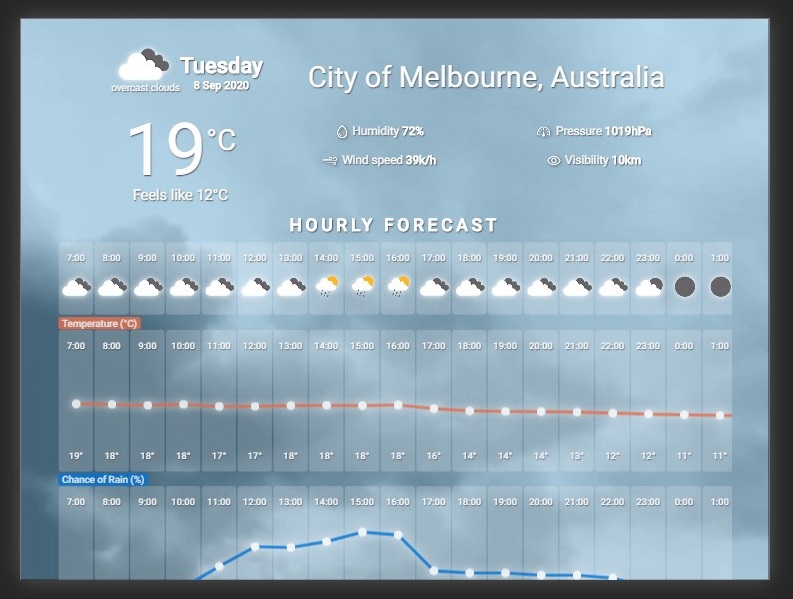 Tuesday
overcast clouds
8 Sep 2020
City of Melbourne, Australia
19°C
Feels like 12°C
Humidity 72%
Pressure 1019hPa
Wind speed 39k/h
Visibility 10km
HOURLY FORECAST
7:00 8:00 9:00 10:00 11:00 12:00 13:00 14:00 15:00 16:00 17:00 18:00 19:00 20:00 21:00 22:00 23:00 0:00 1:00
Temperature (°C)
7:00 8:00 9:00 10:00 11:00 12:00 13:00 14:00 15:00 16:00 17:00 18:00 19:00 20:00 21:00 22:00 23:00 0:00 1:00
19° 18° 18° 18° 17° 17° 18° 18° 18° 18° 16° 14° 14° 14° 13° 12° 12° 11° 11°
Chance of Rain (%)
7:00 8:00 9:00 10:00 11:00 12:00 13:00 14:00 15:00 16:00 17:00 18:00 19:00 20:00 21:00 22:00 23:00 0:00 1:00